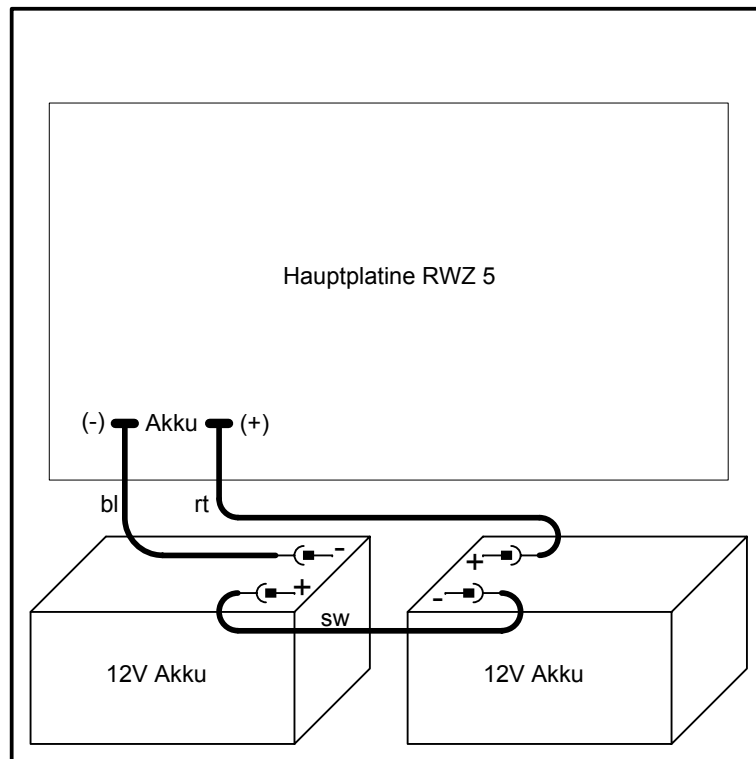 Hauptplatine RWZ 5
(-) Akku (+)
bl rt
-
+
+
-
sw
12V Akku
12V Akku